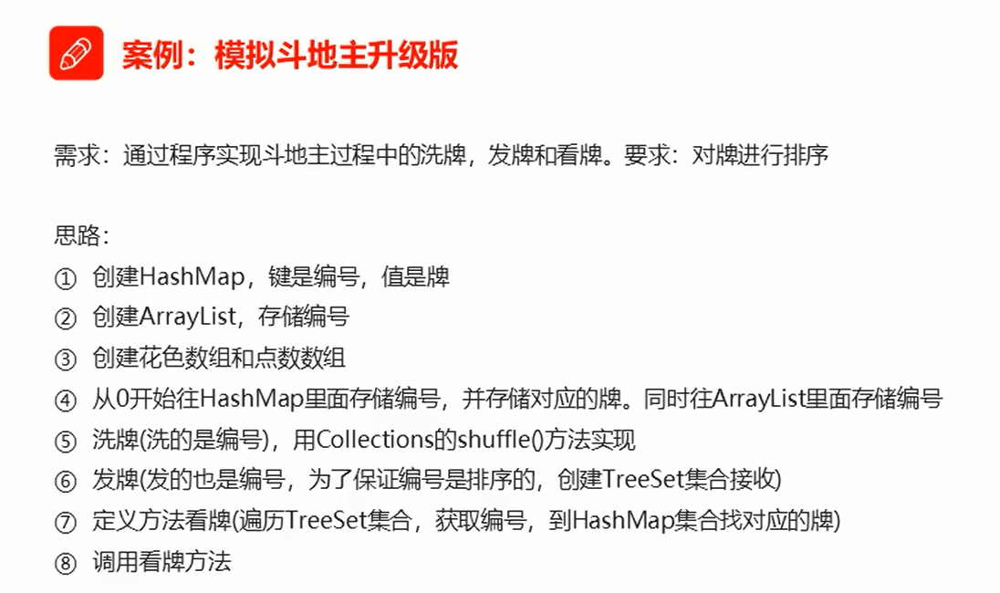 案例：模拟斗地主升级版
需求：通过程序实现斗地主过程中的洗牌，发牌和看牌。要求：对牌进行排序
思路：
① 创建HashMap，键是编号，值是牌
② 创建ArrayList，存储编号
③ 创建花色数组和点数数组
④ 从0开始往HashMap里面存储编号，并存储对应的牌。同时往ArrayList里面存储编号
⑤ 洗牌(洗的是编号)，用Collections的shuffle()方法实现
⑥ 发牌(发的也是编号，为了保证编号是排序的，创建TreeSet集合接收)
⑦ 定义方法看牌(遍历TreeSet集合，获取编号，到HashMap集合找对应的牌)
⑧ 调用看牌方法